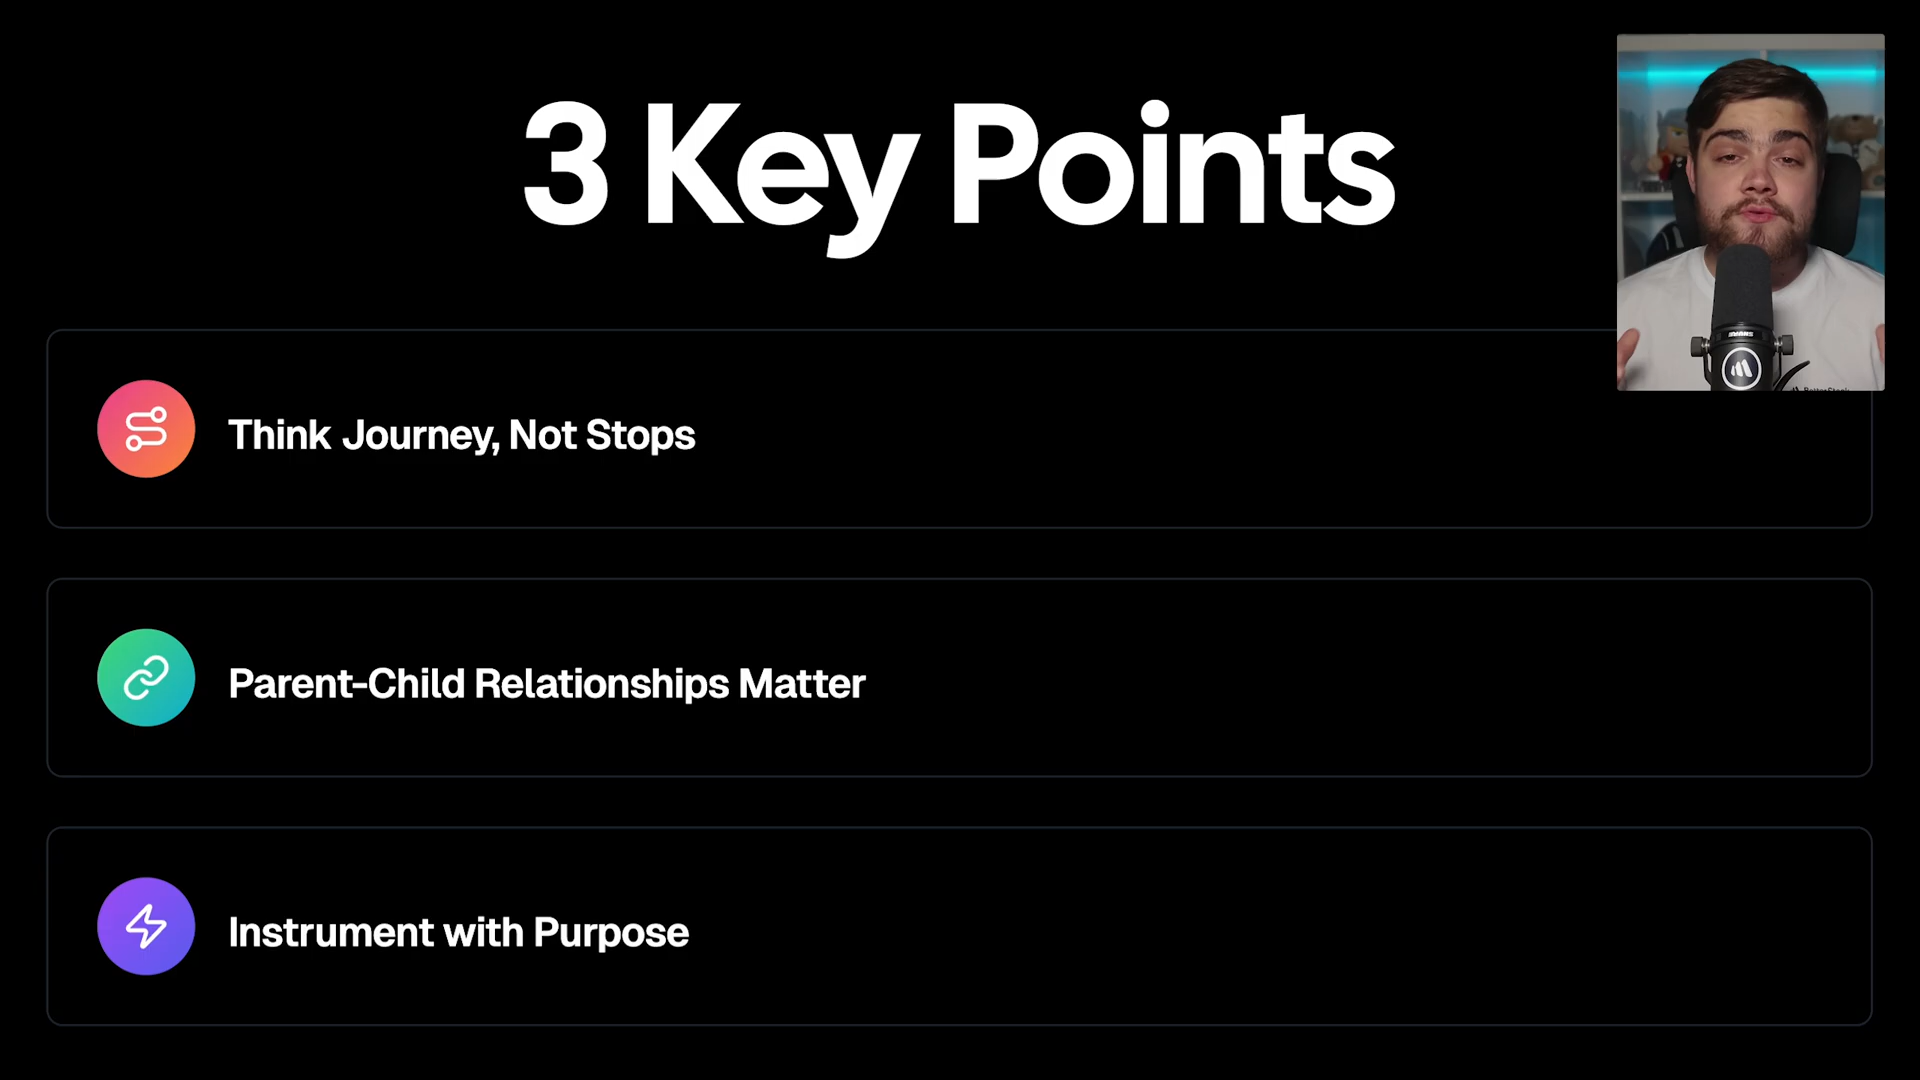 3 Key Points
Think Journey, Not Stops
Parent-Child Relationships Matter
Instrument with Purpose